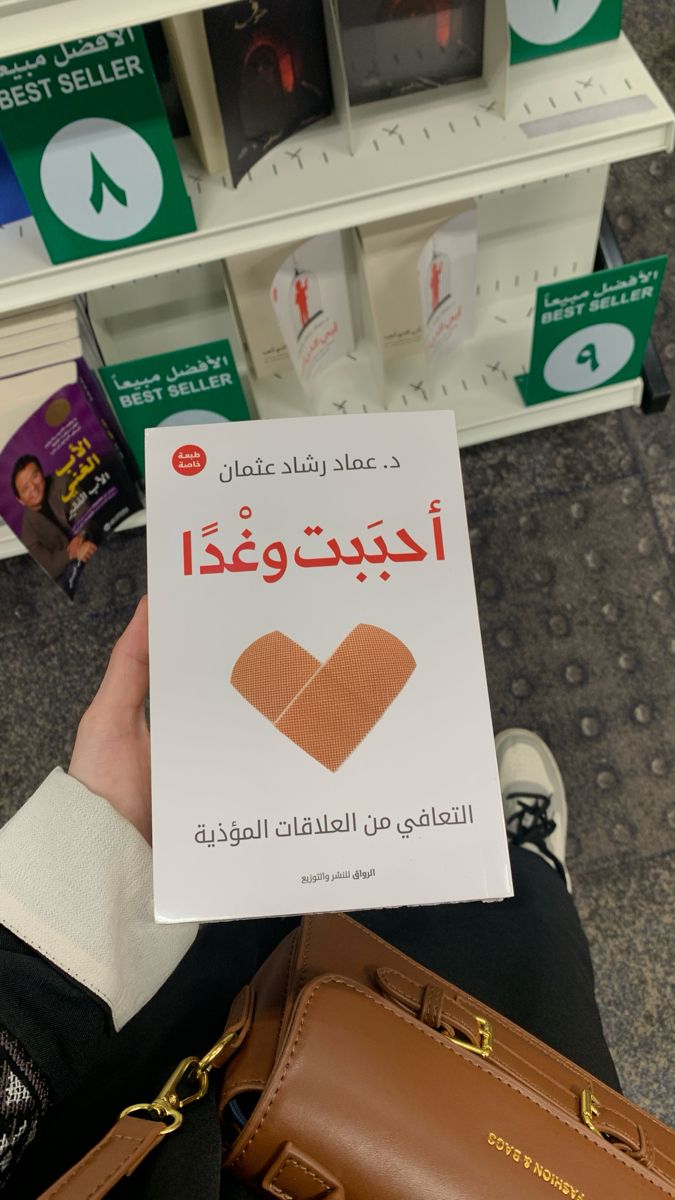 الأفضل مبيعاً
BEST SELLER
٨
٧
الأفضل مبيعاً
BEST SELLER
٩
الأفضل مبيعاً
BEST SELLER
الأب
الغني
الأب الفقير
طبعة
خاصة
د. عماد رشاد عثمان
أحبَبت وغْدًا
التعافي من العلاقات المؤذية
الرواق للنشر والتوزيع
FASHION & BAGS